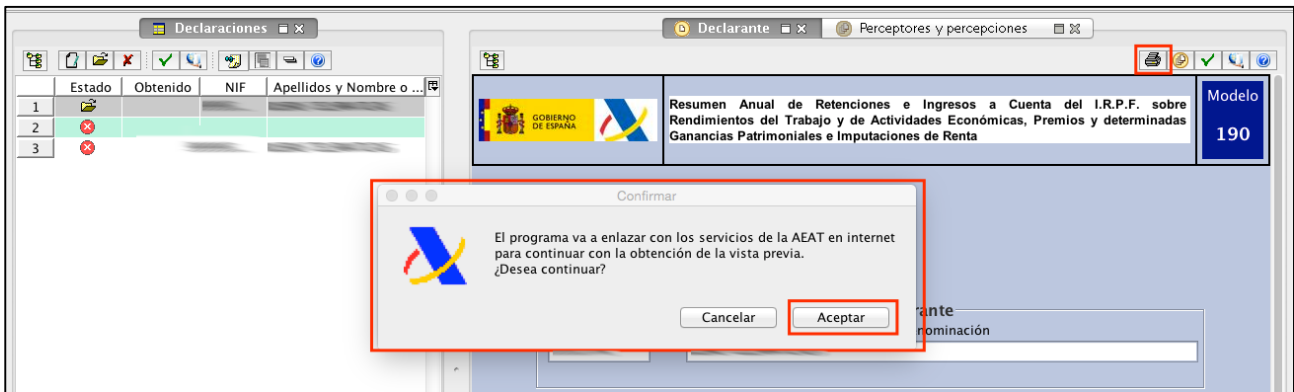 Declaraciones
Estado Obtenido NIF Apellidos y Nombre o ...
1
2
3
Declarante
Perceptores y percepciones
GOBIERNO
DE ESPAÑA
Resumen Anual de Retenciones e Ingresos a Cuenta del I.R.P.F. sobre
Rendimientos del Trabajo y de Actividades Económicas, Premios y determinadas
Ganancias Patrimoniales e Imputaciones de Renta
Modelo
190
Confirmar
El programa va a enlazar con los servicios de la AEAT en internet
para continuar con la obtención de la vista previa.
¿Desea continuar?
Cancelar
Aceptar
rante
nominación